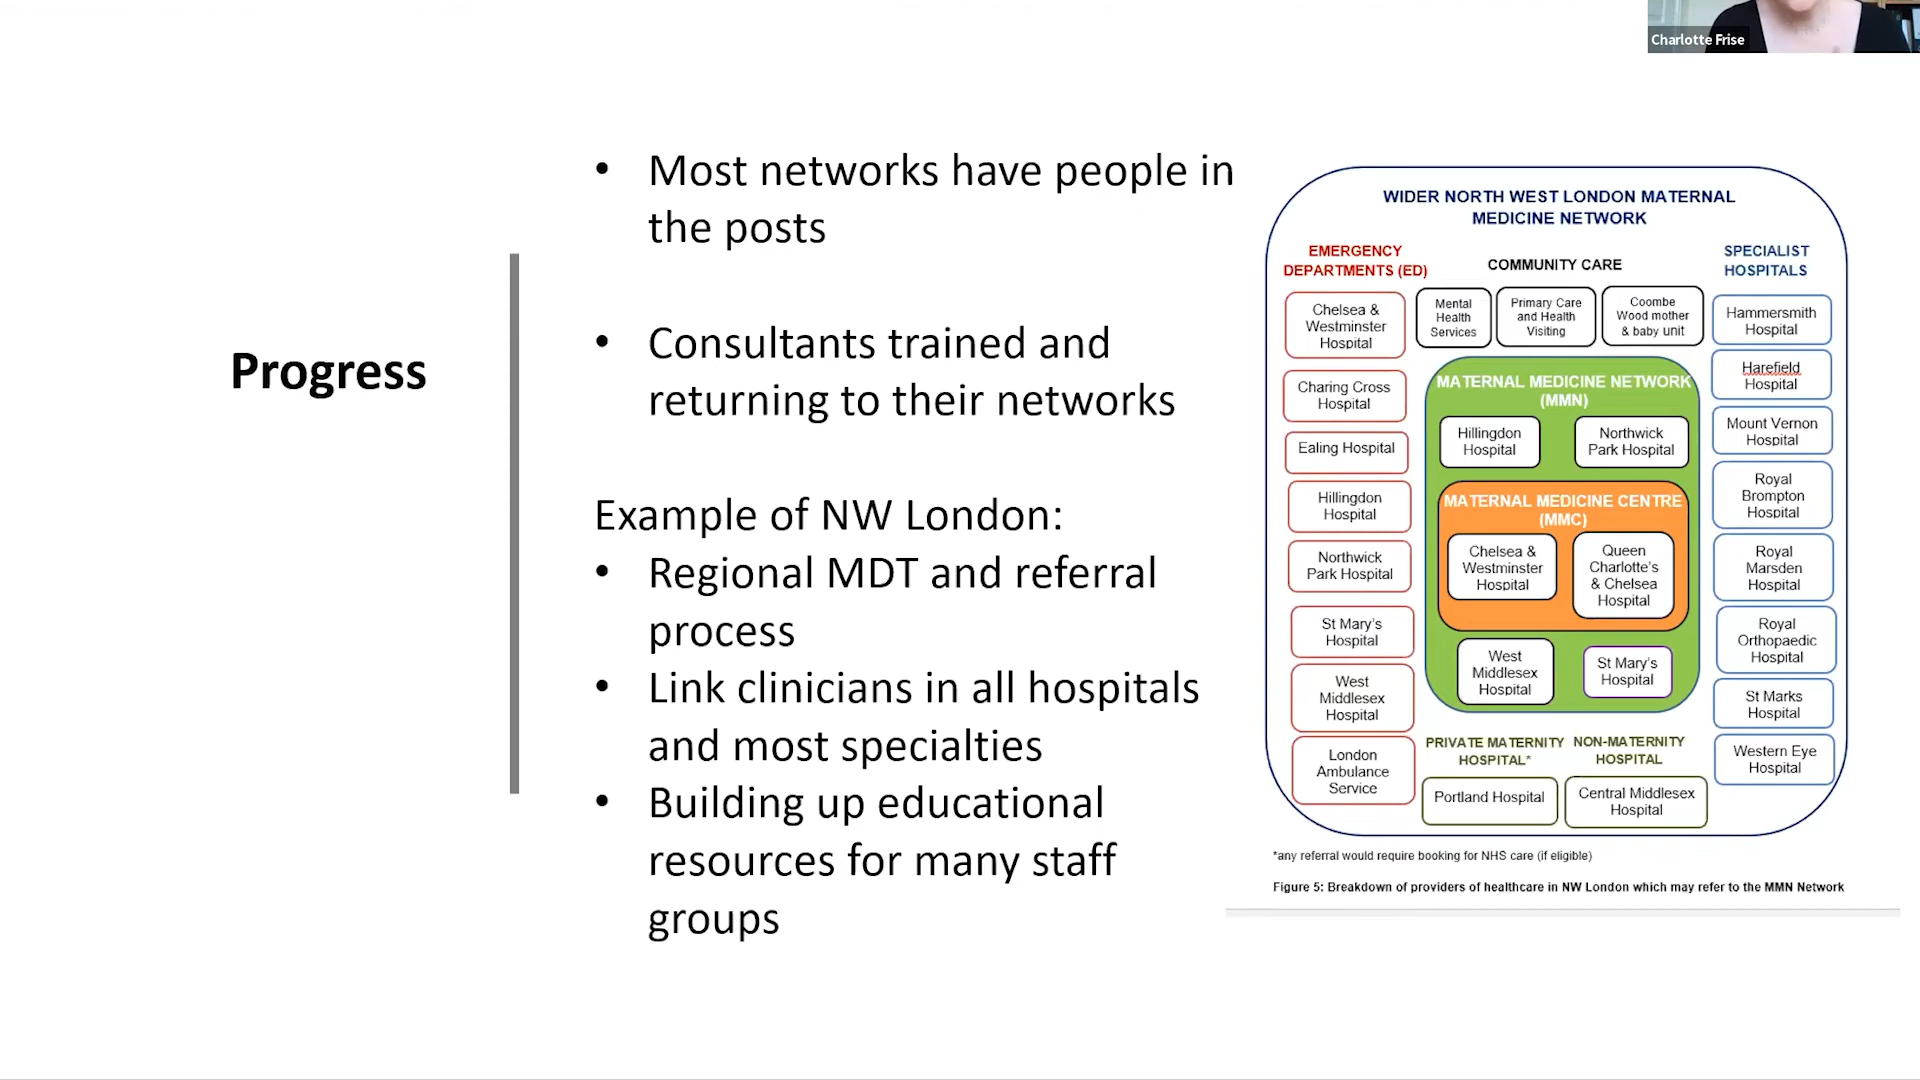 Charlotte Frise
Progress
• Most networks have people in
the posts
• Consultants trained and
returning to their networks
Example of NW London:
• Regional MDT and referral
process
• Link clinicians in all hospitals
and most specialties
• Building up educational
resources for many staff
groups
WIDER NORTH WEST LONDON MATERNAL
MEDICINE NETWORK
EMERGENCY
DEPARTMENTS (ED)
Chelsea &
Westminster
Hospital
Charing Cross
Hospital
Ealing Hospital
Hillingdon
Hospital
Northwick
Park Hospital
St Mary's
Hospital
West
Middlesex
Hospital
London
Ambulance
Service
COMMUNITY CARE
Mental
Health
Services
Primary Care
and Health
Visiting
Coombe
Wood mother
& baby unit
MATERNAL MEDICINE NETWORK
(MMN)
Hillingdon
Hospital
Northwick
Park Hospital
MATERNAL MEDICINE CENTRE
(MMC)
Chelsea &
Westminster
Hospital
Queen
Charlotte's
& Chelsea
Hospital
West
Middlesex
Hospital
St Mary's
Hospital
PRIVATE MATERNITY
HOSPITAL*
Portland Hospital
NON-MATERNITY
HOSPITAL
Central Middlesex
Hospital
SPECIALIST
HOSPITALS
Hammersmith
Hospital
Harefield
Hospital
Mount Vernon
Hospital
Royal
Brompton
Hospital
Royal
Marsden
Hospital
Royal
Orthopaedic
Hospital
St Marks
Hospital
Western Eye
Hospital
*any referral would require booking for NHS care (if eligible)
Figure 5: Breakdown of providers of healthcare in NW London which may refer to the MMN Network